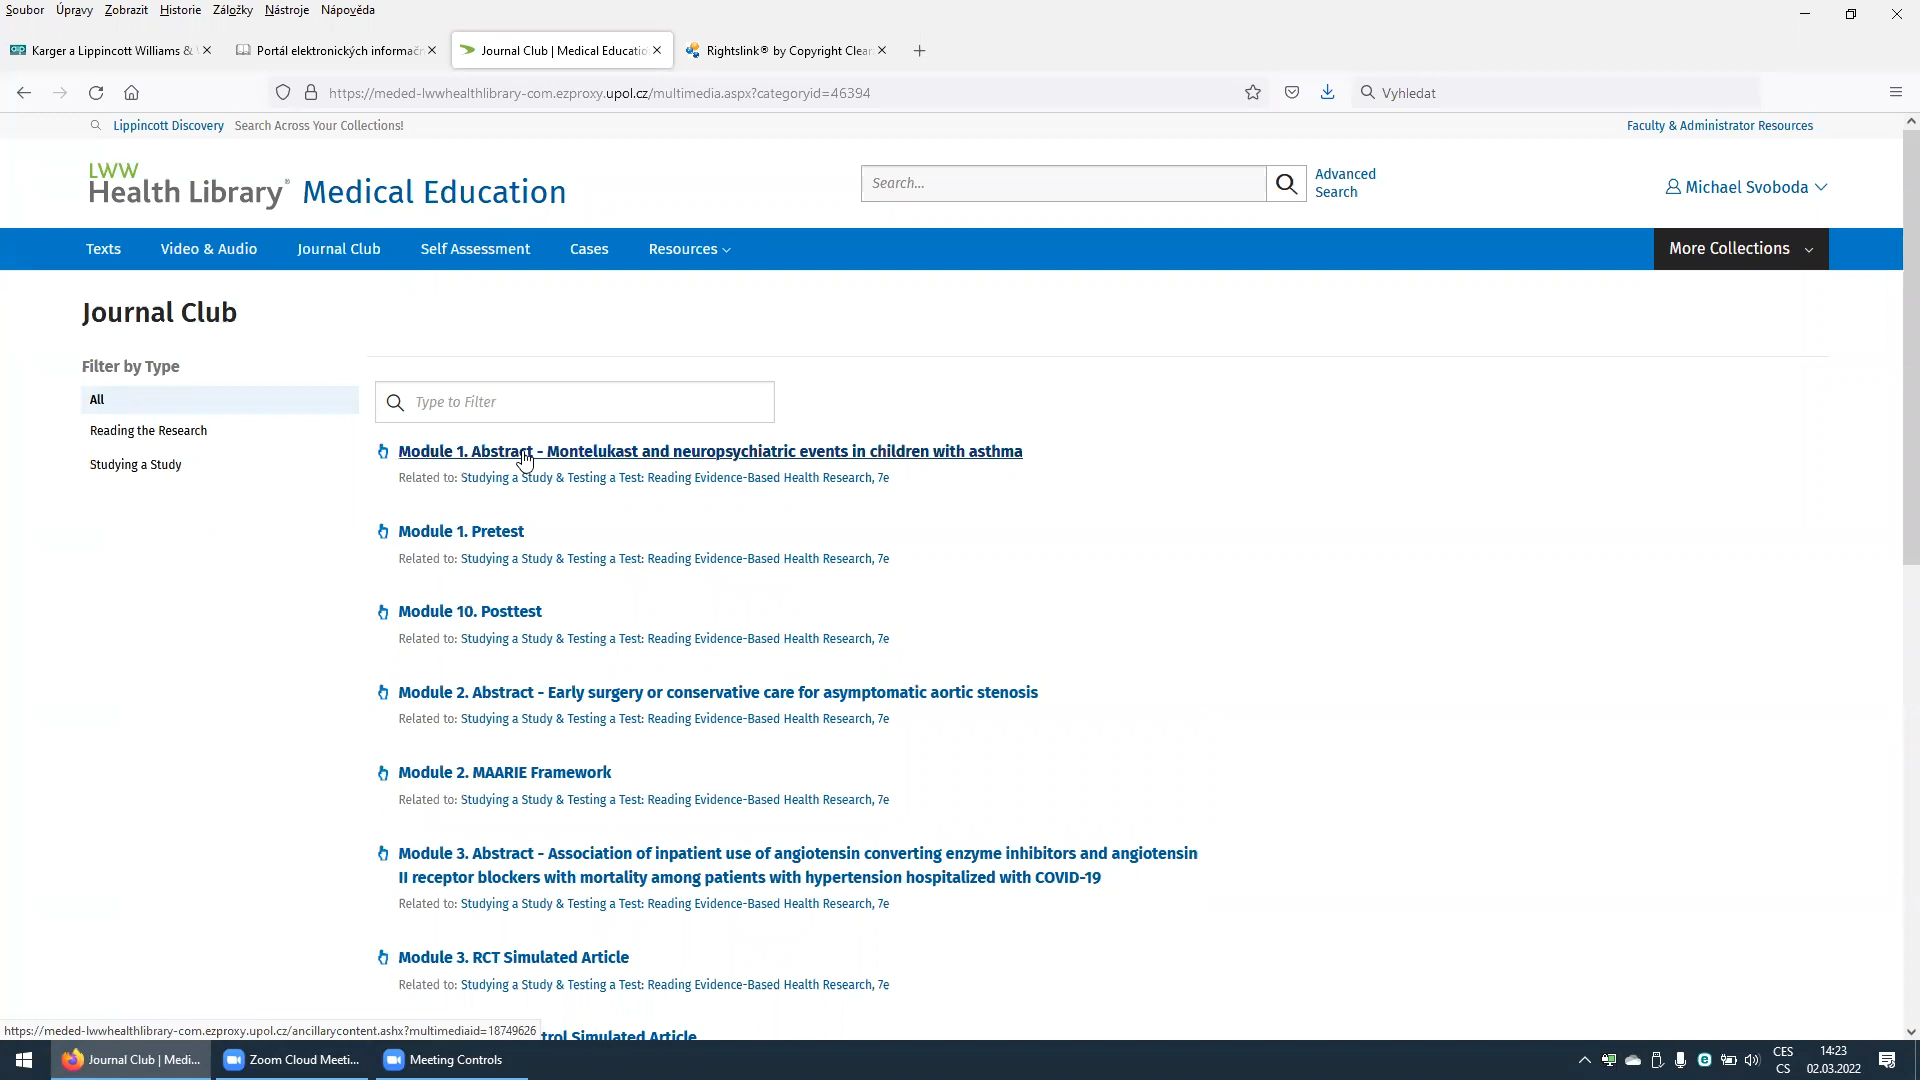 Soubor Úpravy Zobrazit Historie Záložky Nástroje Nápověda
Karger a Lippincott Williams &
Portál elektronických informač
Journal Club | Medical Educatio
Rightslink® by Copyright Clear
https://meded-lwwhealthlibrary-com.ezproxy.upol.cz/multimedia.aspx?categoryid=46394
Vyhledat
Lippincott Discovery Search Across Your Collections!
Faculty & Administrator Resources
LWW
Health Library® Medical Education
Search...
Advanced
Search
Michael Svoboda
Texts Video & Audio Journal Club Self Assessment Cases Resources
More Collections
Journal Club
Filter by Type
All
Reading the Research
Studying a Study
Type to Filter
Module 1. Abstract - Montelukast and neuropsychiatric events in children with asthma
Related to: Studying a Study & Testing a Test: Reading Evidence-Based Health Research, 7e
Module 1. Pretest
Related to: Studying a Study & Testing a Test: Reading Evidence-Based Health Research, 7e
Module 10. Posttest
Related to: Studying a Study & Testing a Test: Reading Evidence-Based Health Research, 7e
Module 2. Abstract - Early surgery or conservative care for asymptomatic aortic stenosis
Related to: Studying a Study & Testing a Test: Reading Evidence-Based Health Research, 7e
Module 2. MAARIE Framework
Related to: Studying a Study & Testing a Test: Reading Evidence-Based Health Research, 7e
Module 3. Abstract - Association of inpatient use of angiotensin converting enzyme inhibitors and angiotensin
II receptor blockers with mortality among patients with hypertension hospitalized with COVID-19
Related to: Studying a Study & Testing a Test: Reading Evidence-Based Health Research, 7e
Module 3. RCT Simulated Article
Related to: Studying a Study & Testing a Test: Reading Evidence-Based Health Research, 7e
https://meded-lwwhealthlibrary-com.ezproxy.upol.cz/ancillarycontent.ashx?multimediaid=18749626
trol Simulated Article
Journal Club | Medi...
Zoom Cloud Meeti...
Meeting Controls
CES
CS
14:23
02.03.2022